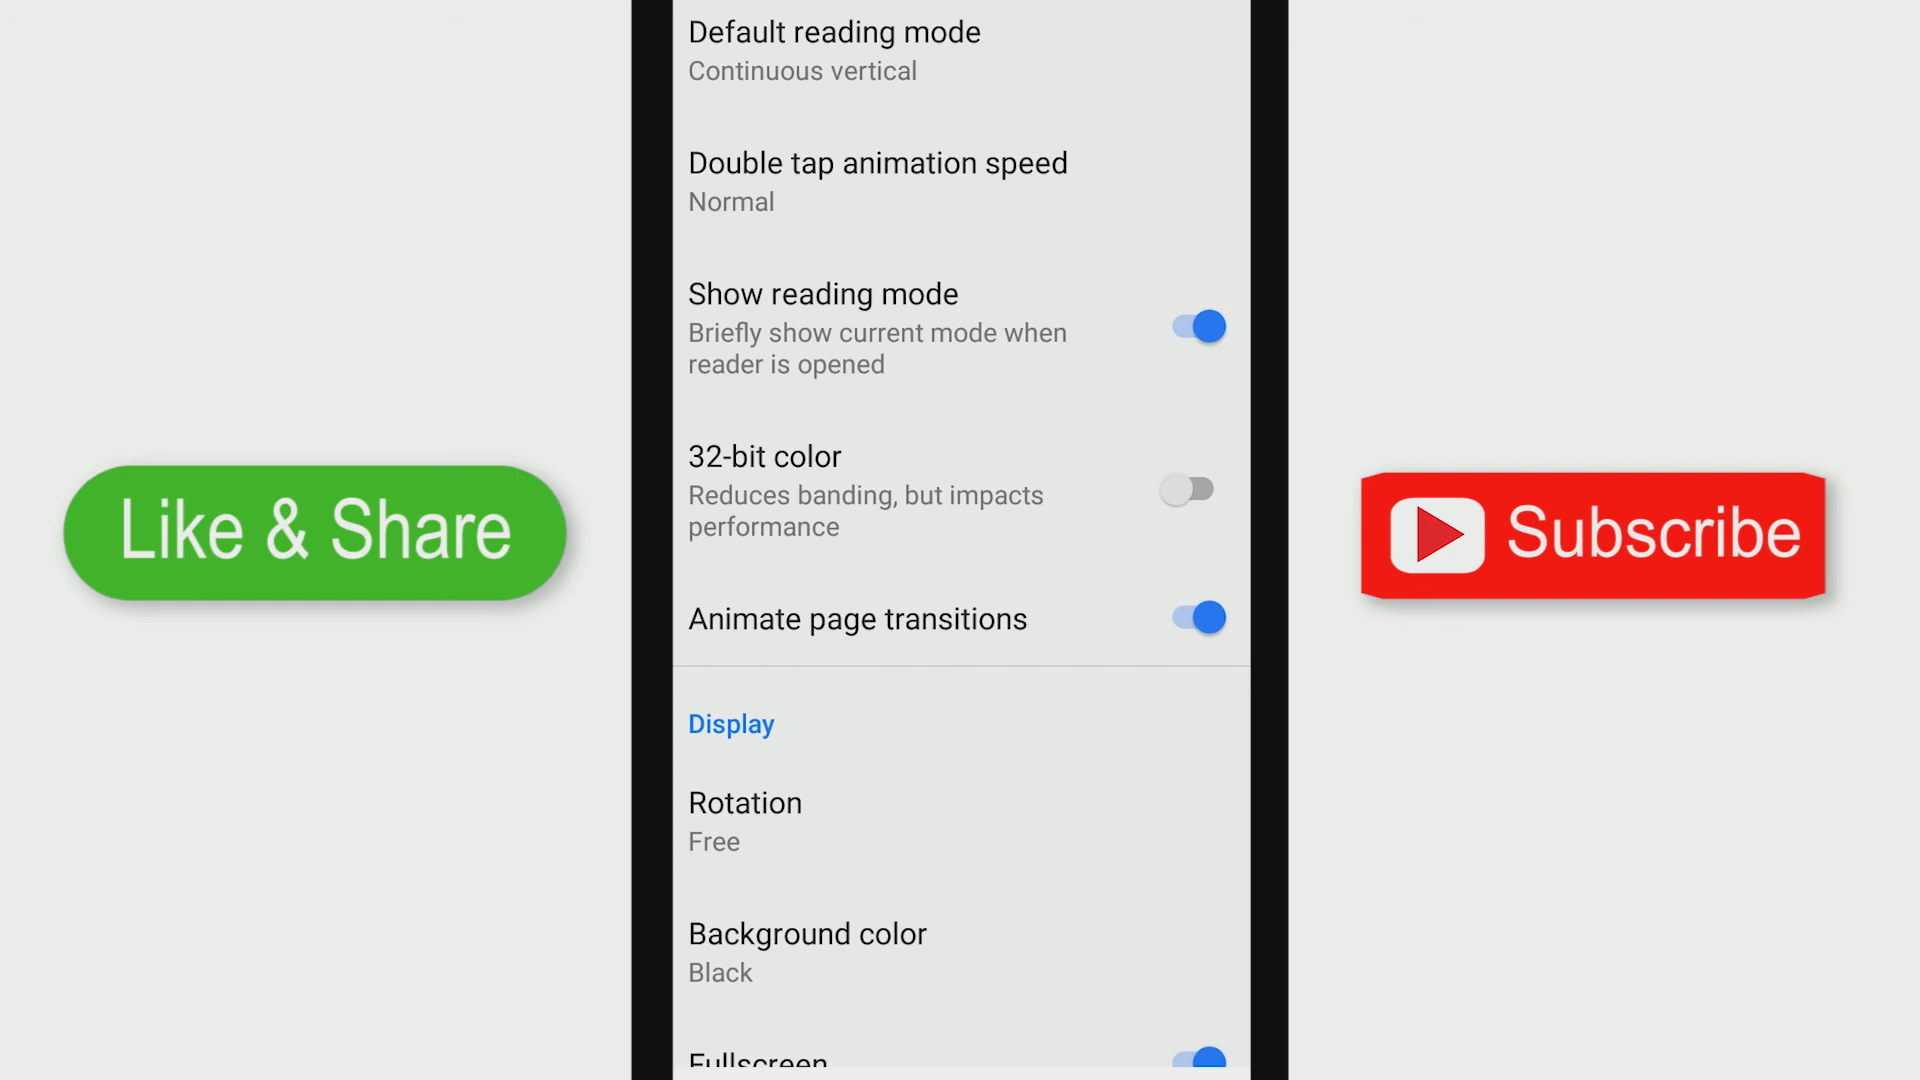 Default reading mode
Continuous vertical
Double tap animation speed
Normal
Show reading mode
Briefly show current mode when
reader is opened
32-bit color
Reduces banding, but impacts
performance
Animate page transitions
Like & Share
Subscribe
Display
Rotation
Free
Background color
Black
Fullscreen